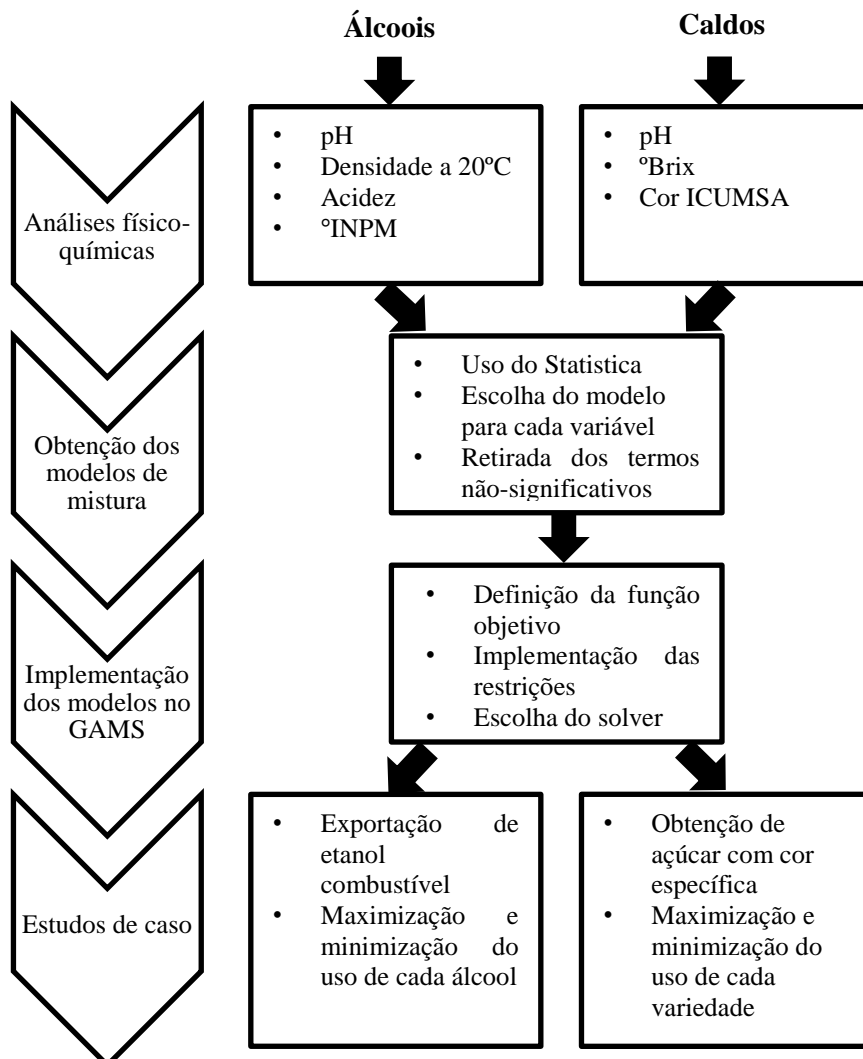 Álcoois
Caldos
Análises físico-
químicas
• pH
• Densidade a 20ºC
• Acidez
• °INPM
• pH
• ºBrix
• Cor ICUMSA
Obtenção dos
modelos de
mistura
• Uso do Statistica
• Escolha do modelo
para cada variável
• Retirada dos termos
não-significativos
Implementação
dos modelos no
GAMS
• Definição da função
objetivo
• Implementação das
restrições
• Escolha do solver
Estudos de caso
• Exportação de
etanol
combustível
• Maximização e
minimização do
uso de cada álcool
• Obtenção de
açúcar com cor
específica
• Maximização e
minimização do
uso de cada
variedade